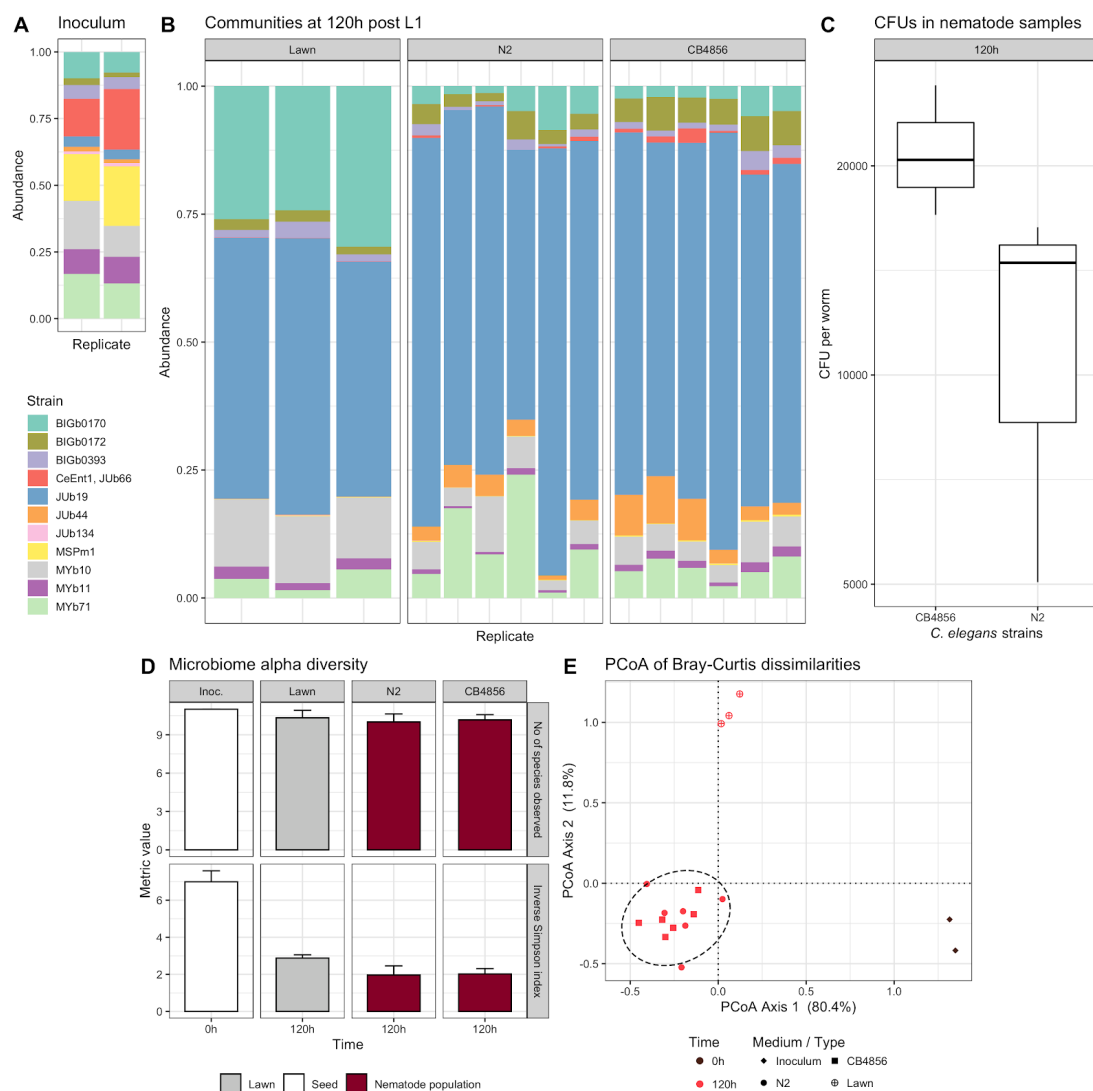 A Inoculum
1.00
0.75
0.50
0.25
0.00
Abundance
Replicate
Strain
BIGb0170
BIGb0172
BIGb0393
CeEnt1, JUb66
JUb19
JUb44
JUb134
MSPm1
MYb10
MYb11
MYb71
B Communities at 120h post L1
Lawn N2 CB4856
1.00
0.75
0.50
0.25
0.00
Abundance
Replicate
C CFUs in nematode samples
120h
20000
10000
5000
CFU per worm
CB4856 N2
C. elegans strains
D Microbiome alpha diversity
Inoc. Lawn N2 CB4856
9
6
3
0
No of species observed
Metric value
6
4
2
0
Inverse Simpson index
0h 120h 120h 120h
Time
Lawn Seed Nematode population
E PCoA of Bray-Curtis dissimilarities
1.0
0.5
0.0
-0.5
PCoA Axis 2 (11.8%)
-0.5 0.0 0.5 1.0
PCoA Axis 1 (80.4%)
Time Medium / Type
0h Inoculum CB4856
120h N2 Lawn